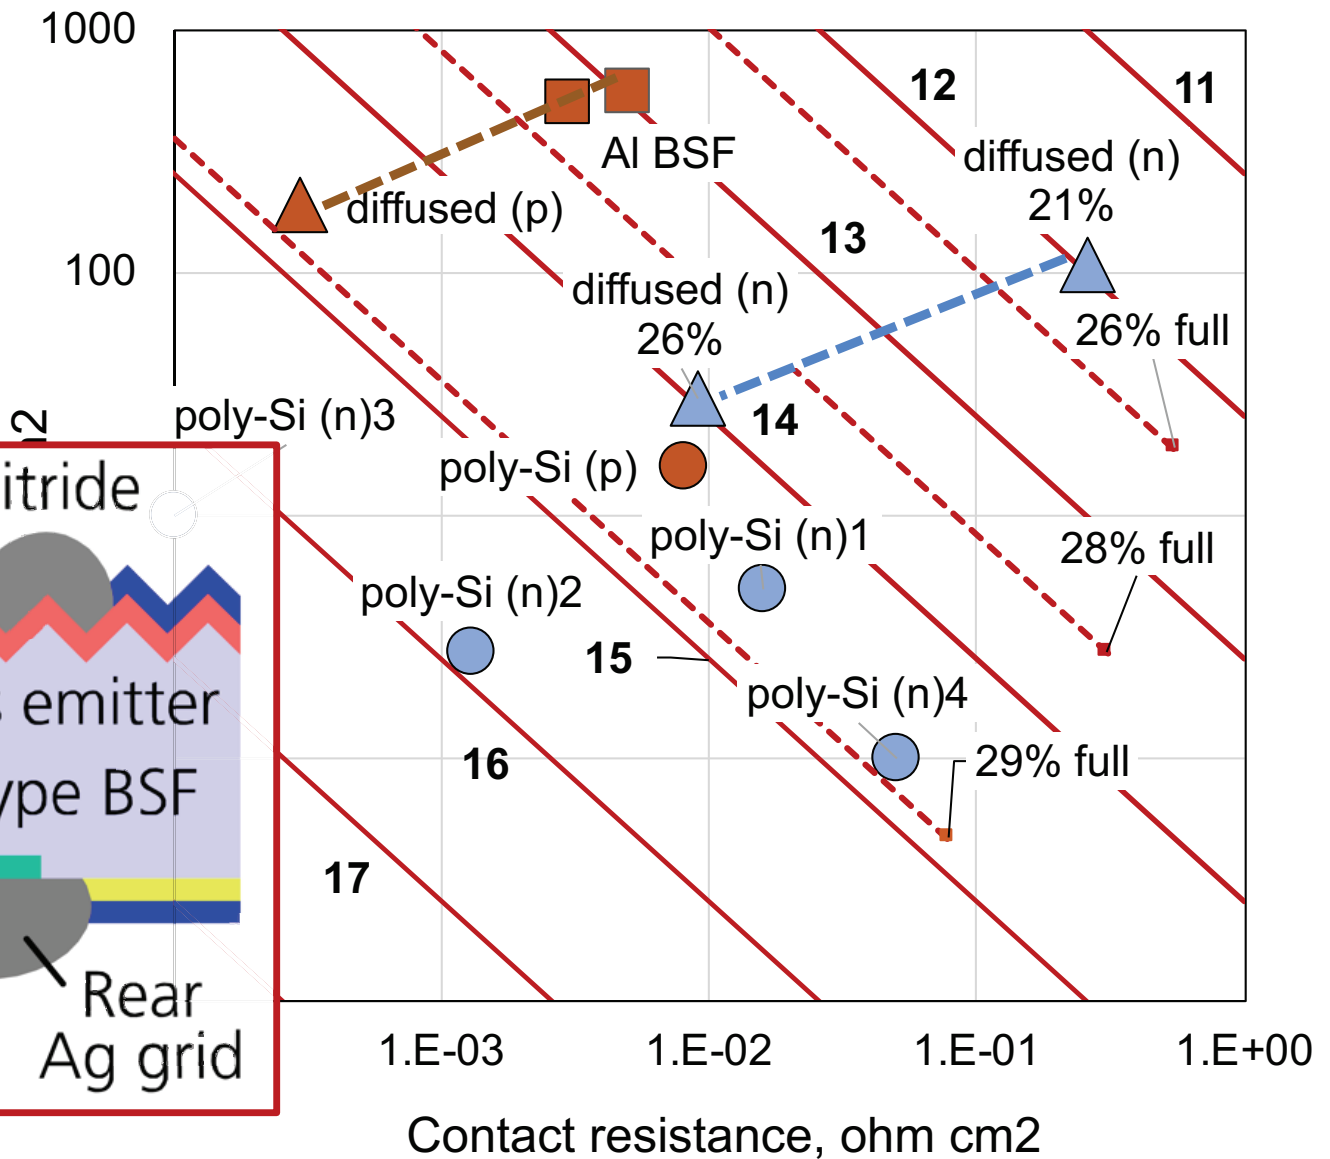 1000
12
11
Al BSF
diffused (n)
21%
diffused (p)
13
100
diffused (n)
26%
26% full
poly-Si (n)3
14
n2
itride
poly-Si (p)
poly-Si (n)1
28% full
poly-Si (n)2
15
s emitter
poly-Si (n)4
16
29% full
ype BSF
17
Rear
Ag grid
1.E-03
1.E-02
1.E-01
1.E+00
Contact resistance, ohm cm2